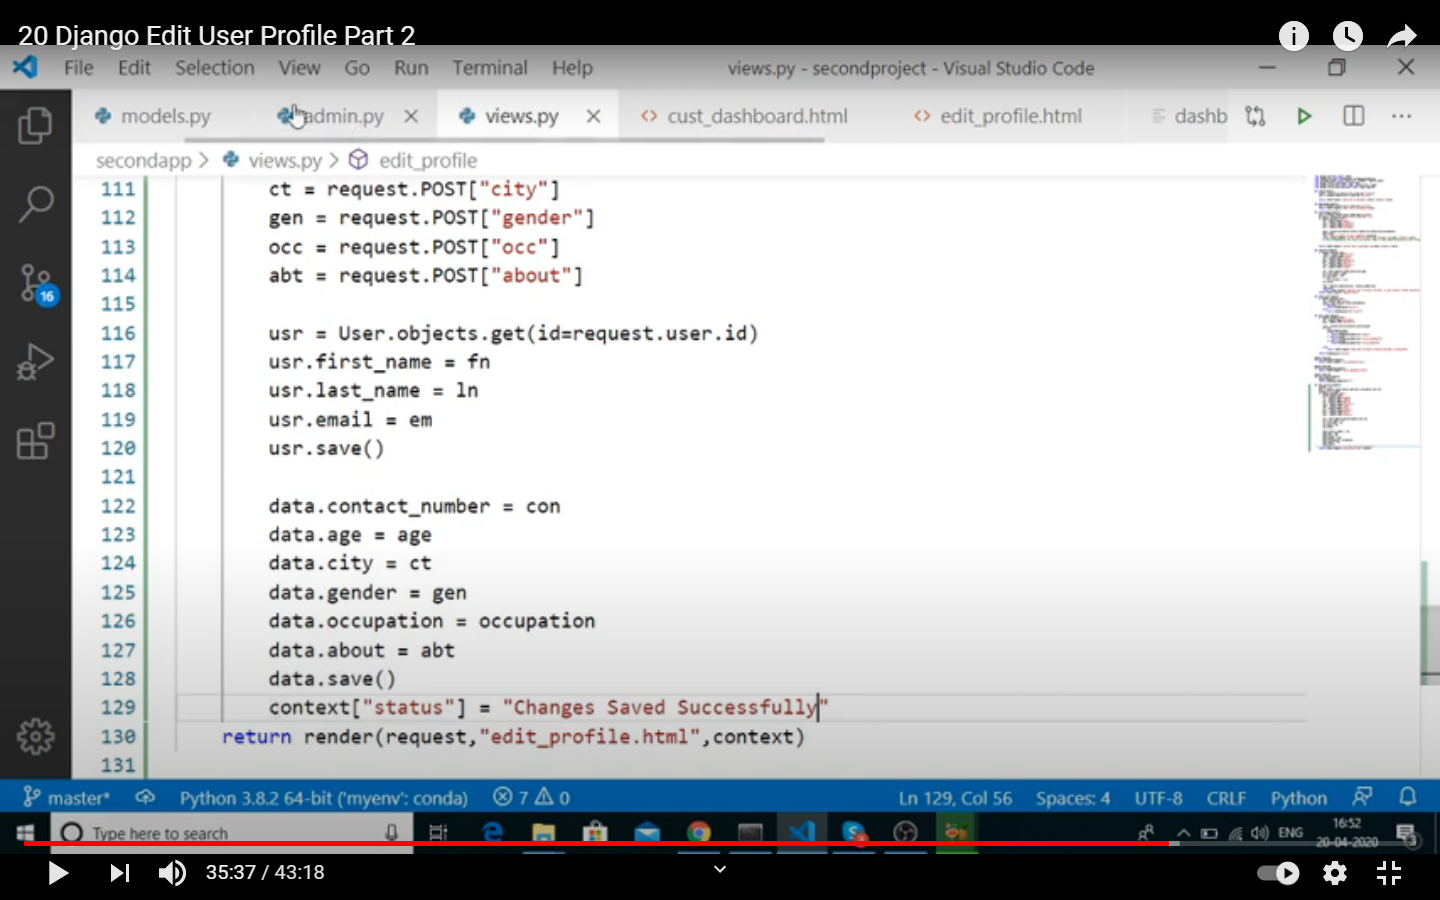 20 Django Edit User Profile Part 2
File Edit Selection View Go Run Terminal Help
views.py - secondproject - Visual Studio Code
models.py admin.py views.py cust_dashboard.html edit_profile.html dashb
secondapp > views.py > edit_profile
111 ct = request.POST["city"]
112 gen = request.POST["gender"]
113 occ = request.POST["occ"]
114 abt = request.POST["about"]
115
116 usr = User.objects.get(id=request.user.id)
117 usr.first_name = fn
118 usr.last_name = ln
119 usr.email = em
120 usr.save()
121
122 data.contact_number = con
123 data.age = age
124 data.city = ct
125 data.gender = gen
126 data.occupation = occupation
127 data.about = abt
128 data.save()
129 context["status"] = "Changes Saved Successfully"
130 return render(request,"edit_profile.html",context)
131
16
master* Python 3.8.2 64-bit ('myenv': conda) 7 0 Ln 129, Col 56 Spaces: 4 UTF-8 CRLF Python
Type here to search
ENG
16:52
20-04-2020
3
35:37 / 43:18